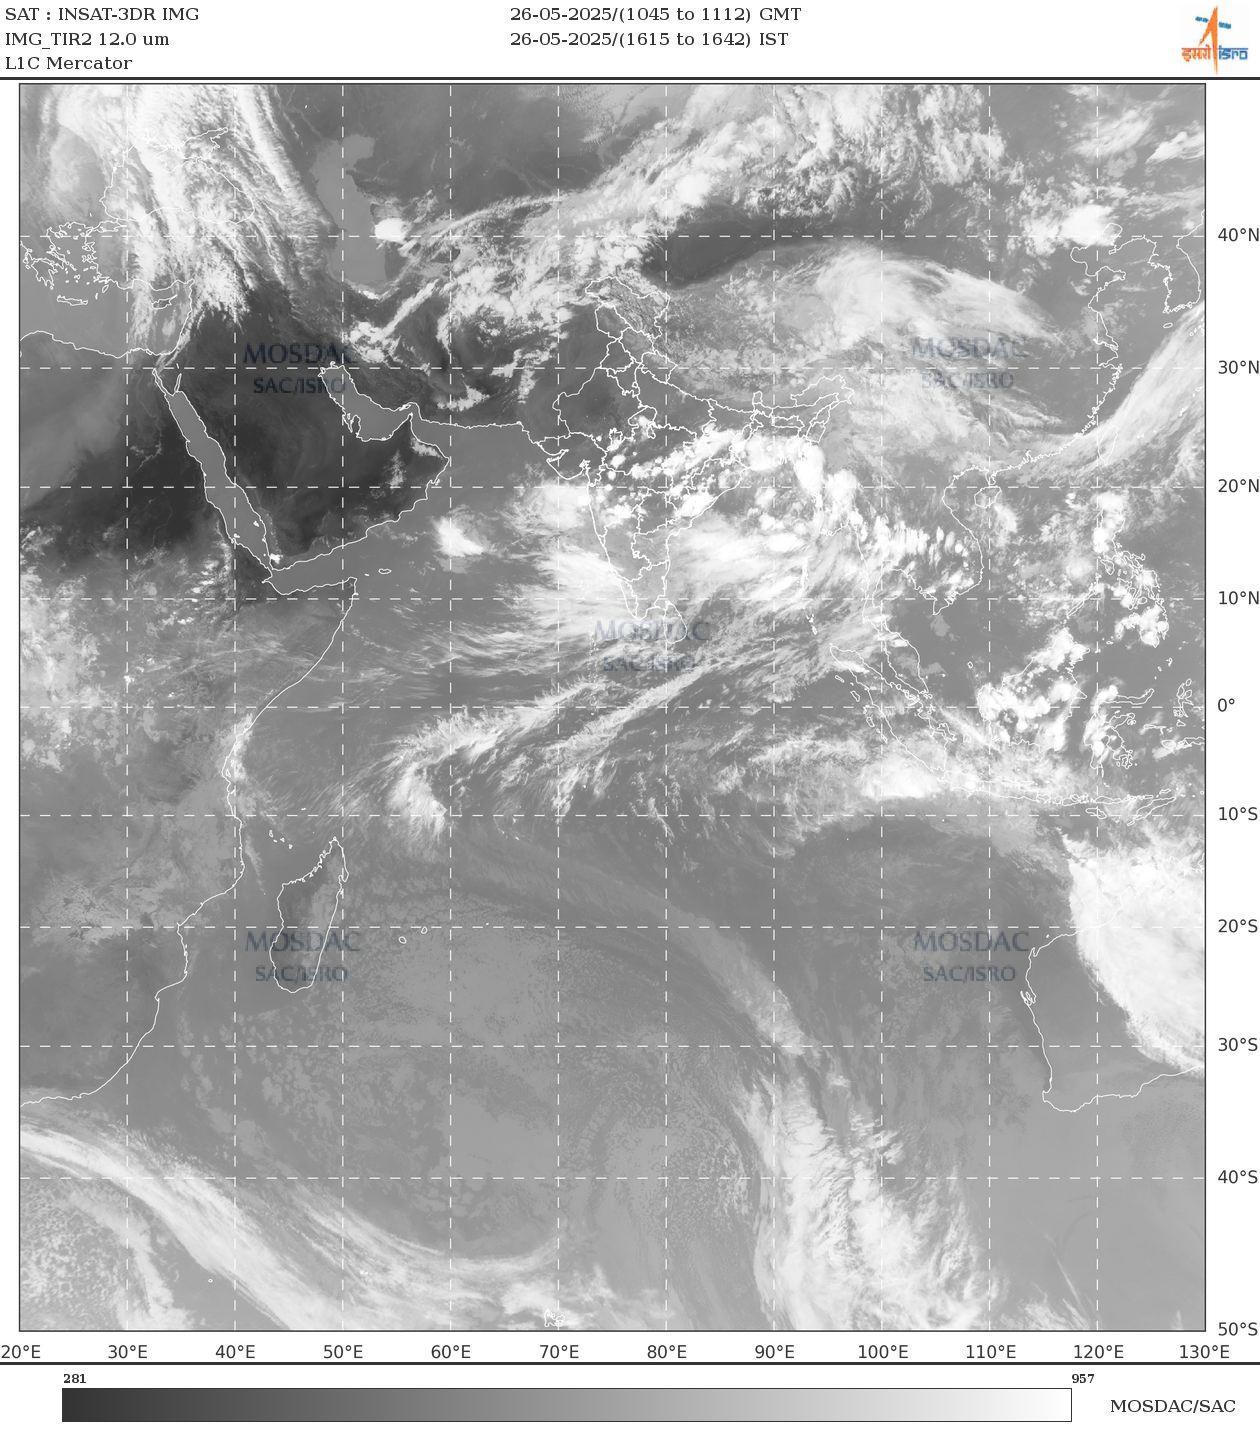 SAT : INSAT-3DR IMG
26-05-2025/(1045 to 1112) GMT
IMG_TIR2 12.0 um
26-05-2025/(1615 to 1642) IST
L1C Mercator
इसरो isro
MOSDAC
SAC/ISRO
MOSDAC
SAC/ISRO
MOSDAC
SAC/ISRO
MOSDAC
SAC/ISRO
MOSDAC
SAC/ISRO
40°N
30°N
20°N
10°N
0°
10°S
20°S
30°S
40°S
50°S
20°E 30°E 40°E 50°E 60°E 70°E 80°E 90°E 100°E 110°E 120°E 130°E
281 957
MOSDAC/SAC